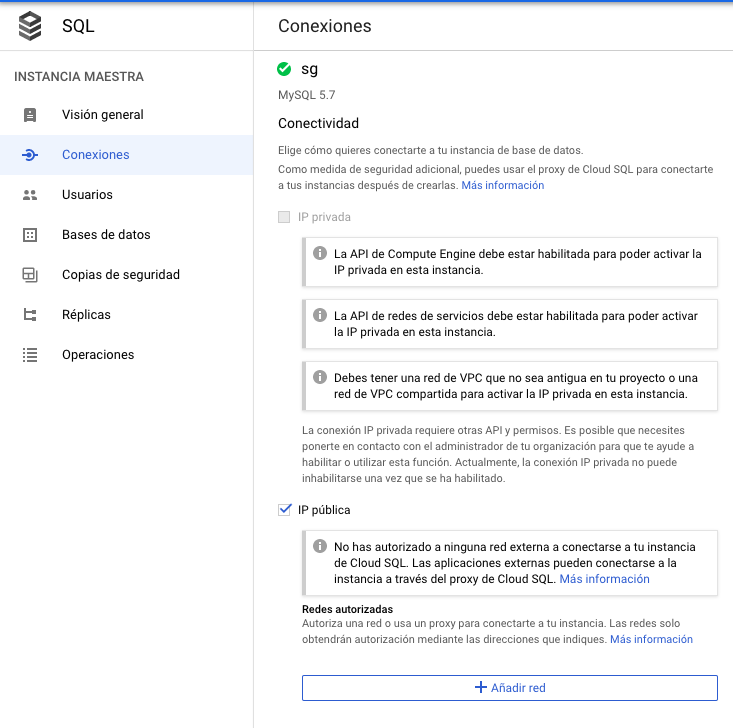 SQL
INSTANCIA MAESTRA
Visión general
Conexiones
Usuarios
Bases de datos
Copias de seguridad
Réplicas
Operaciones
Conexiones
sg
MySQL 5.7
Conectividad
Elige cómo quieres conectarte a tu instancia de base de datos.
Como medida de seguridad adicional, puedes usar el proxy de Cloud SQL para conectarte
a tus instancias después de crearlas. Más información
IP privada
La API de Compute Engine debe estar habilitada para poder activar la
IP privada en esta instancia.
La API de redes de servicios debe estar habilitada para poder activar
la IP privada en esta instancia.
Debes tener una red de VPC que no sea antigua en tu proyecto o una
red de VPC compartida para activar la IP privada en esta instancia.
La conexión IP privada requiere otras API y permisos. Es posible que necesites
ponerte en contacto con el administrador de tu organización para que te ayude a
habilitar o utilizar esta función. Actualmente, la conexión IP privada no puede
inhabilitarse una vez que se ha habilitado.
IP pública
No has autorizado a ninguna red externa a conectarse a tu instancia
de Cloud SQL. Las aplicaciones externas pueden conectarse a la
instancia a través del proxy de Cloud SQL. Más información
Redes autorizadas
Autoriza una red o usa un proxy para conectarte a tu instancia. Las redes solo
obtendrán autorización mediante las direcciones que indiques. Más información
Añadir red